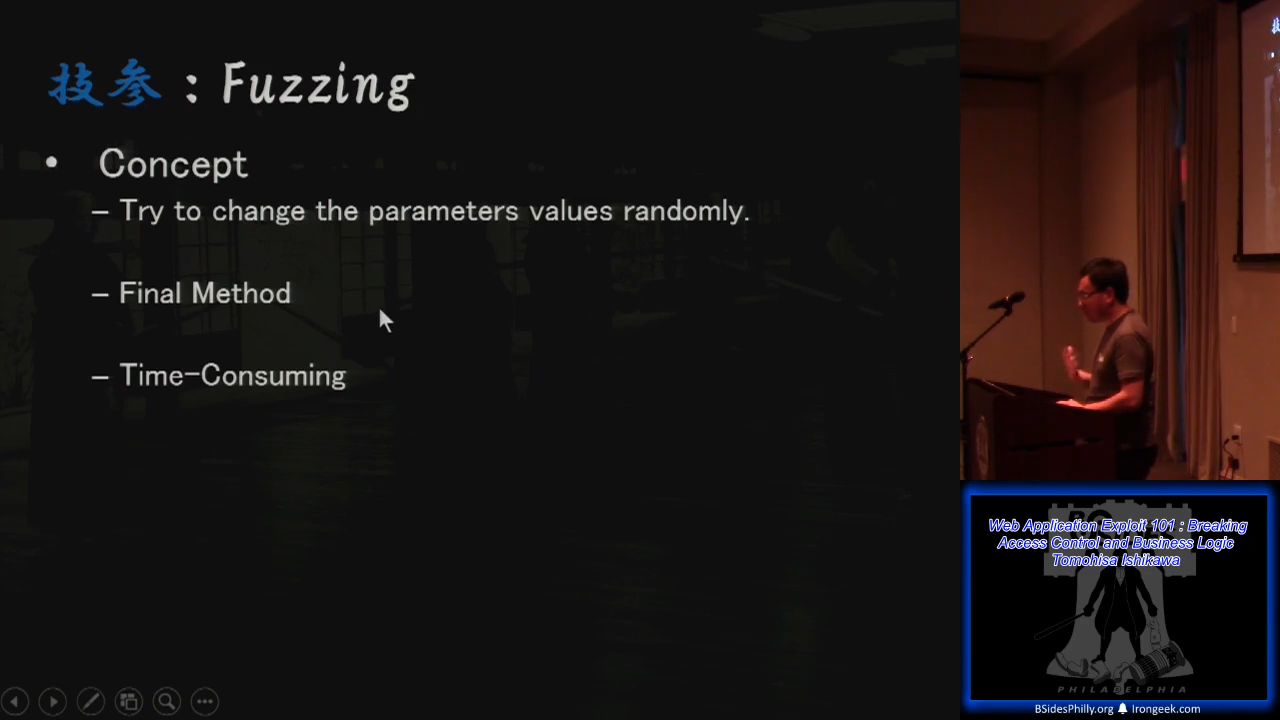 技参 : Fuzzing
• Concept
– Try to change the parameters values randomly.
– Final Method
– Time-Consuming
Web Application Exploit 101 : Breaking
Access Control and Business Logic
Tomohisa Ishikawa
PHILADELPHIA
BSidesPhilly.org Irongeek.com